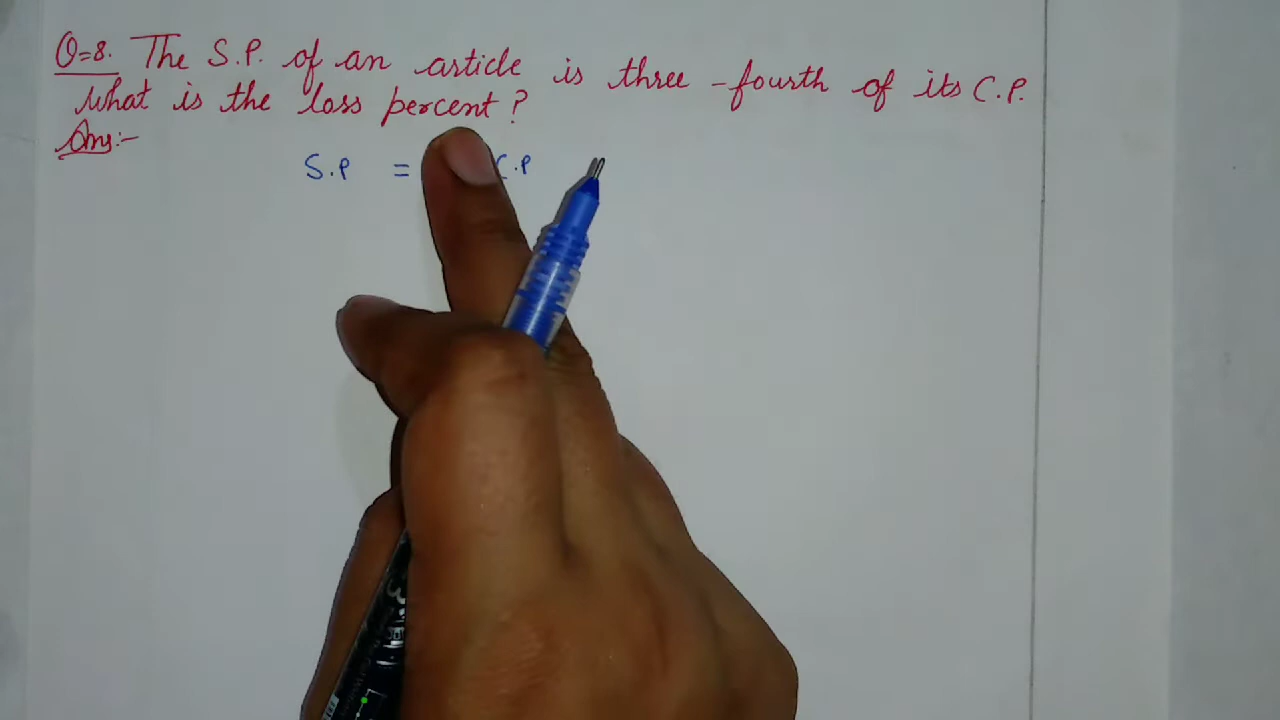 Q=8. The S.P. of an article is three-fourth of its C.P.
What is the loss percent?
Ans:-
S.P = C.P